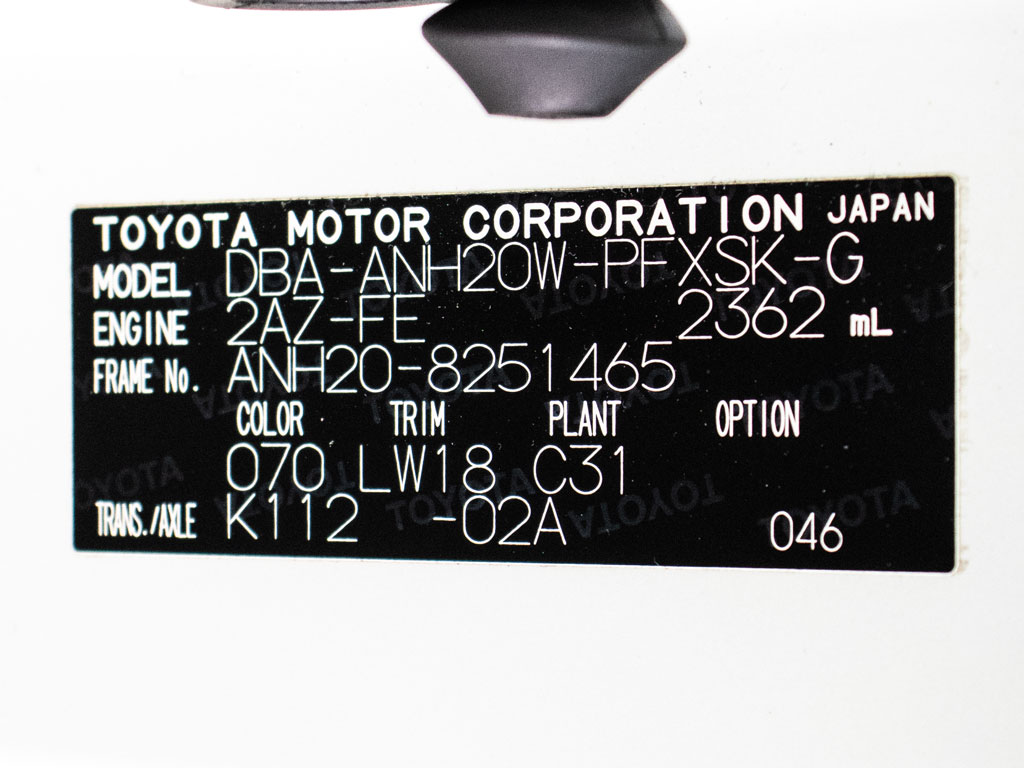 TOYOTA MOTOR CORPORATION JAPAN
MODEL DBA-ANH20W-PFXSK-G
ENGINE 2AZ-FE 2362 mL
FRAME No. ANH20-8251465
COLOR TRIM PLANT OPTION
070 LW18 C31
TRANS./AXLE K112 -02A 046